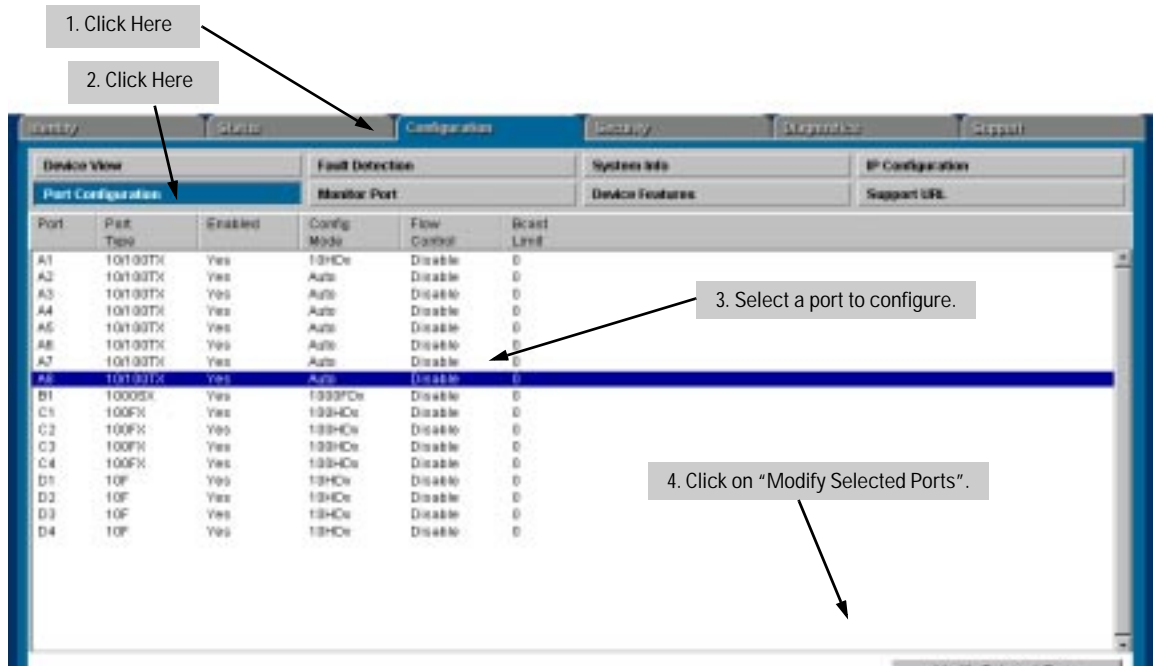 1. Click Here
2. Click Here
Identity Status Configuration Security Diagnostics Support
Device View Fault Detection System Info IP Configuration
Port Configuration Monitor Port Device Features Support URL
Port Port Type Enabled Config Mode Flow Control Bcast Limit
A1 10/100TX Yes 10HDx Disable 0
A2 10/100TX Yes Auto Disable 0
A3 10/100TX Yes Auto Disable 0
3. Select a port to configure.
A4 10/100TX Yes Auto Disable 0
A5 10/100TX Yes Auto Disable 0
A6 10/100TX Yes Auto Disable 0
A7 10/100TX Yes Auto Disable 0
A8 10/100TX Yes Auto Disable 0
B1 1000SX Yes 1000FDx Disable 0
C1 100FX Yes 100HDx Disable 0
C2 100FX Yes 100HDx Disable 0
C3 100FX Yes 100HDx Disable 0
C4 100FX Yes 100HDx Disable 0
D1 10F Yes 10HDx Disable 0
4. Click on “Modify Selected Ports”.
D2 10F Yes 10HDx Disable 0
D3 10F Yes 10HDx Disable 0
D4 10F Yes 10HDx Disable 0